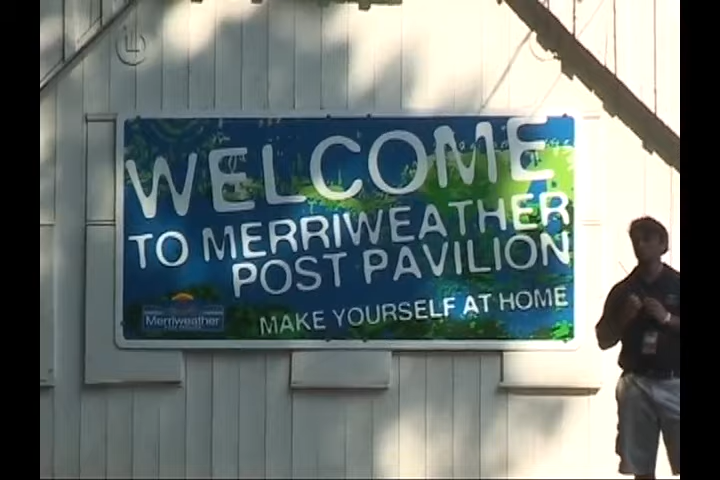 WELCOME
TO MERRIWEATHER
POST PAVILION
MAKE YOURSELF AT HOME
Merriweather